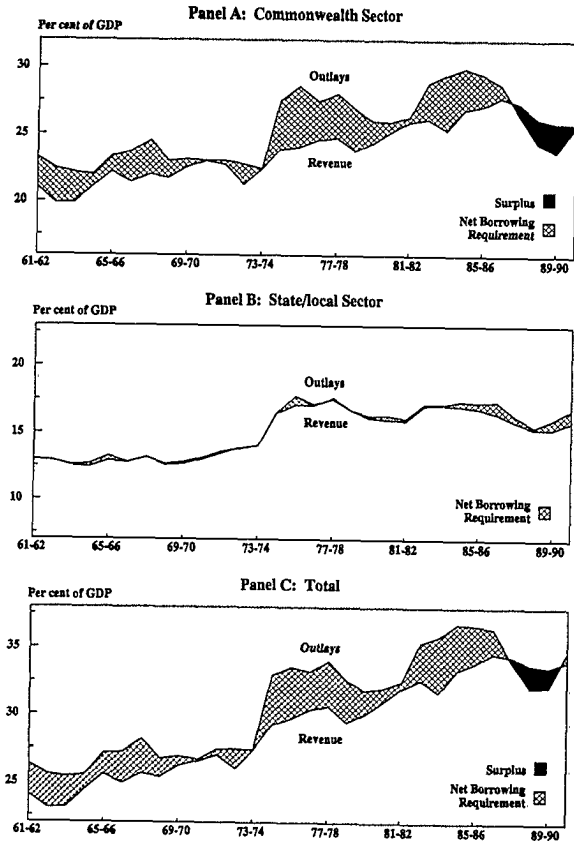 Panel A: Commonwealth Sector
Per cent of GDP
30
25
20
Outlays
Revenue
Surplus
Net Borrowing
Requirement
61-62 65-66 69-70 73-74 77-78 81-82 85-86 89-90
Panel B: State/local Sector
Per cent of GDP
20
15
10
Outlays
Revenue
Net Borrowing
Requirement
61-62 65-66 69-70 73-74 77-78 81-82 85-86 89-90
Panel C: Total
Per cent of GDP
35
30
25
Outlays
Revenue
Surplus
Net Borrowing
Requirement
61-62 65-66 69-70 73-74 77-78 81-82 85-86 89-90